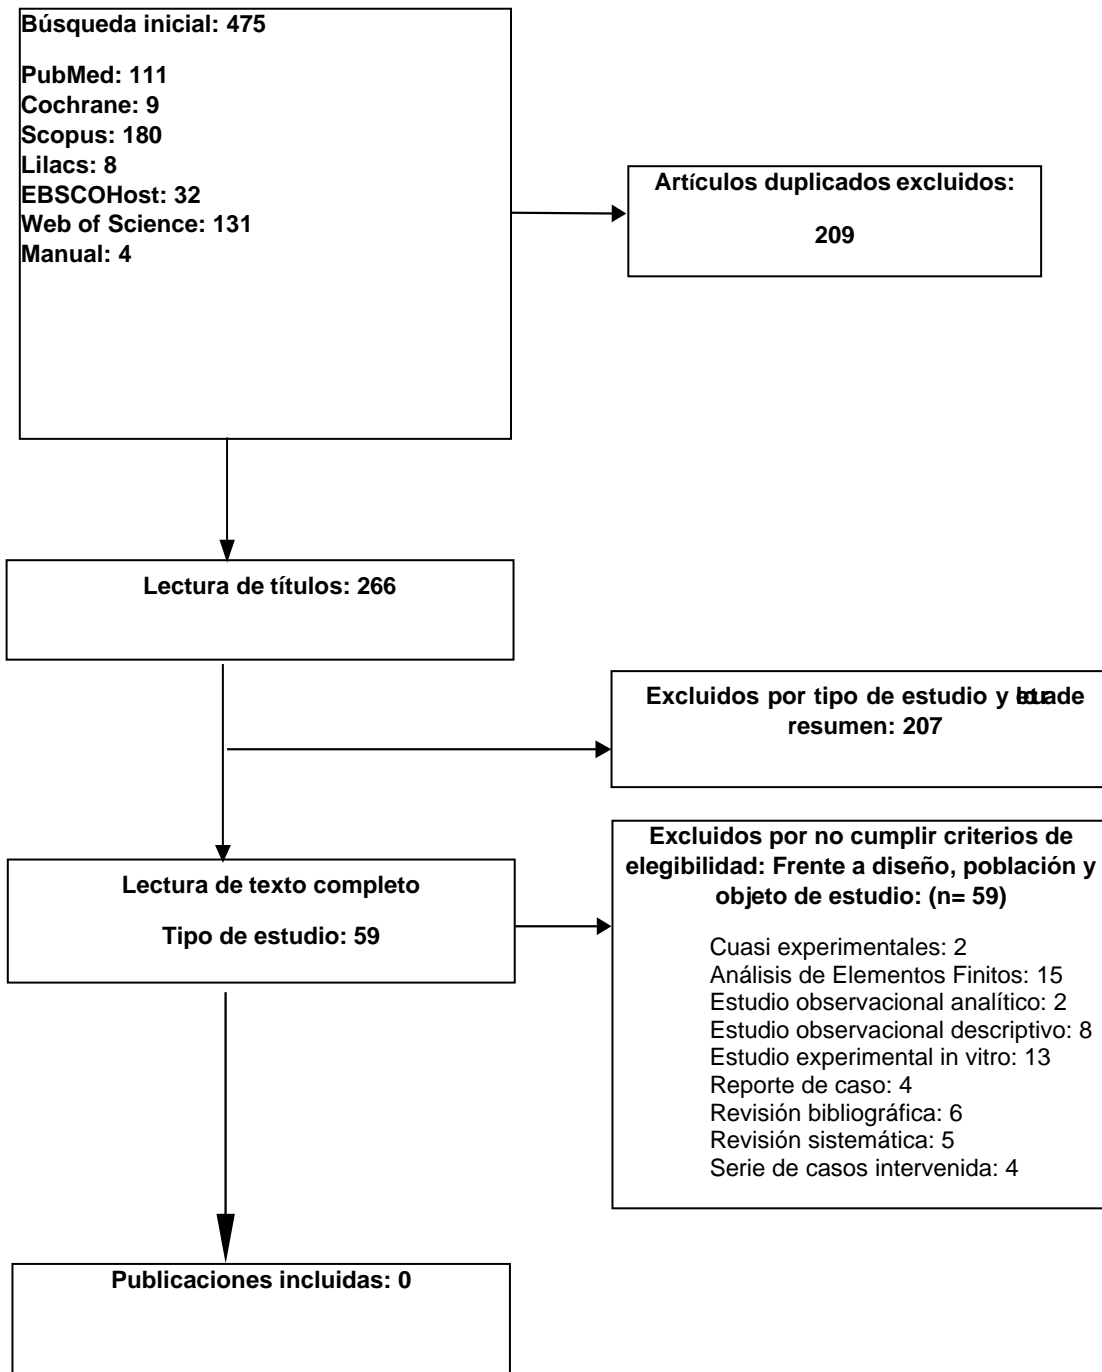 Búsqueda inicial: 475
PubMed: 111
Cochrane: 9
Scopus: 180
Lilacs: 8
EBSCOHost: 32
Web of Science: 131
Manual: 4
Artículos duplicados excluidos:
209
Lectura de títulos: 266
Excluidos por tipo de estudio y de
resumen: 207
Lectura de texto completo
Tipo de estudio: 59
Excluidos por no cumplir criterios de
elegibilidad: Frente a diseño, población y
objeto de estudio: (n= 59)
Cuasi experimentales: 2
Análisis de Elementos Finitos: 15
Estudio observacional analítico: 2
Estudio observacional descriptivo: 8
Estudio experimental in vitro: 13
Reporte de caso: 4
Revisión bibliográfica: 6
Revisión sistemática: 5
Serie de casos intervenida: 4
Publicaciones incluidas: 0